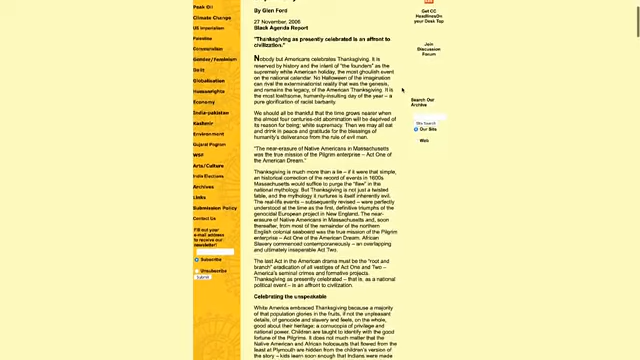 Peak Oil
Climate Change
US Imperialism
Palestine
Communalism
Gender/Feminism
Dalit
Globalisation
Humanrights
Economy
India-pakistan
Kashmir
Environment
Gujarat Pogrom
WSF
Arts/Culture
India Elections
Archives
Links
Submission Policy
Contact Us
Fill out your
e-mail address
to receive our
newsletter!
Subscribe
Unsubscribe
Submit
By Glen Ford
27 November, 2006
Black Agenda Report
"Thanksgiving as presently celebrated is an affront to
civilization."
Nobody but Americans celebrates Thanksgiving. It is
reserved by history and the intent of "the founders" as the
supremely white American holiday, the most ghoulish event
on the national calendar. No Halloween of the imagination
can rival the exterminationist reality that was the genesis,
and remains the legacy, of the American Thanksgiving. It is
the most loathsome, humanity-insulting day of the year – a
pure glorification of racist barbarity.
We should all be thankful that the time grows nearer when
the almost four centuries-old abomination will be deprived of
its reason for being: white supremacy. Then we may all eat
and drink in peace and gratitude for the blessings of
humanity's deliverance from the rule of evil man.
"The near-erasure of Native Americans in Massachusetts
was the true mission of the Pilgrim enterprise – Act One of
the American Dream."
Thanksgiving is much more than a lie – if it were that simple,
an historical correction of the record of events in 1600s
Massachusetts would suffice to purge the "flaw" in the
national mythology. But Thanksgiving is not just a twisted
fable, and the mythology it nurtures is itself inherently evil.
The real-life events – subsequently revised – were perfectly
understood at the time as the first, definitive triumphs of the
genocidal European project in New England. The near-
erasure of Native Americans in Massachusetts and, soon
thereafter, from most of the remainder of the northern
English colonial seaboard was the true mission of the Pilgrim
enterprise – Act One of the American Dream. African
Slavery commenced contemporaneously – an overlapping
and ultimately inseparable Act Two.
The last Act in the American drama must be the "root and
branch" eradication of all vestiges of Act One and Two –
America's seminal crimes and formative projects.
Thanksgiving as presently celebrated – that is, as a national
political event – is an affront to civilization.
Celebrating the unspeakable
White America embraced Thanksgiving because a majority
of that population glories in the fruits, if not the unpleasant
details, of genocide and slavery and feels, on the whole,
good about their heritage: a cornucopia of privilege and
national power. Children are taught to identify with the good
fortune of the Pilgrims. It does not much matter that the
Native American and African holocausts that flowed from the
feast at Plymouth are hidden from the children's version of
the story – kids learn soon enough that Indians were made
Get CC
HeadlinesOn
your Desk Top
Join
Discussion
Forum
Search Our
Archive
Our Site
Web